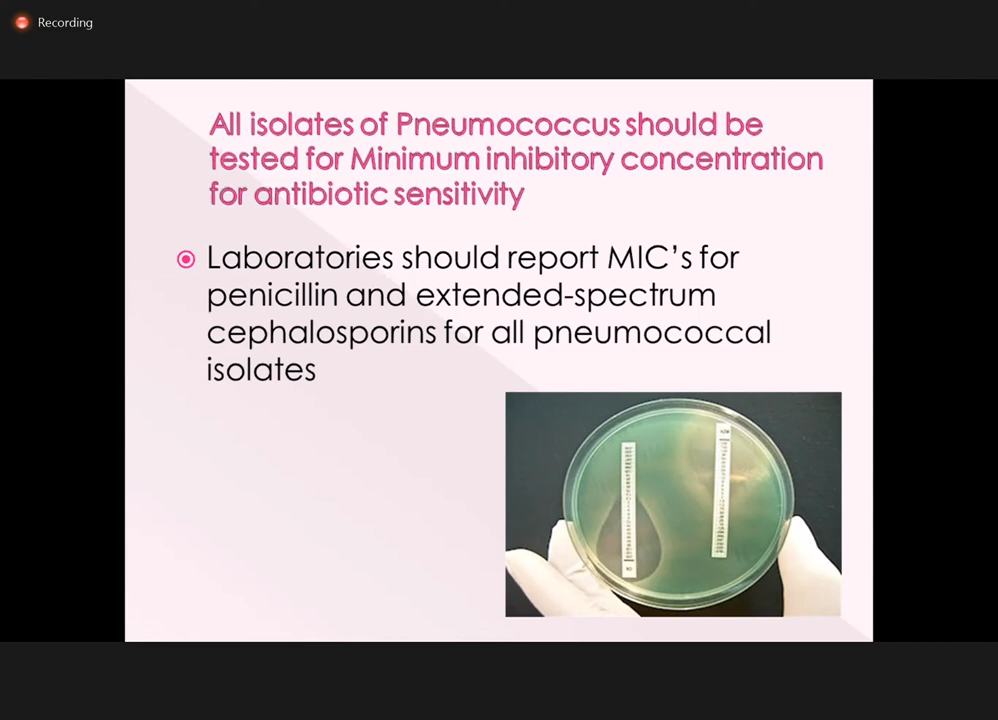 Recording
All isolates of Pneumococcus should be
tested for Minimum inhibitory concentration
for antibiotic sensitivity
Laboratories should report MIC's for
penicillin and extended-spectrum
cephalosporins for all pneumococcal
isolates